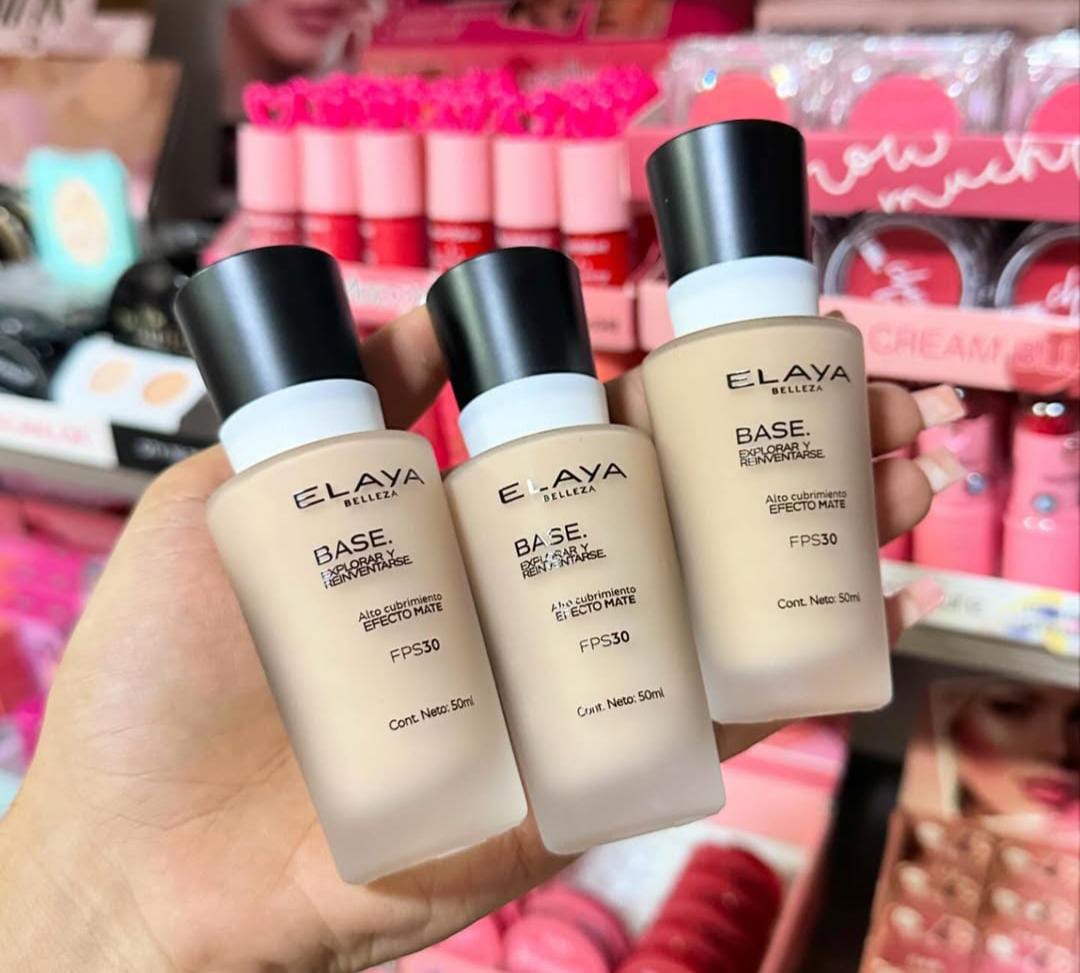 ELAYA
BELLEZA
BASE.
EXPLORAR Y
REINVENTARSE.
Alto cubrimiento
EFECTO MATE
FPS30
Cont. Neto: 50ml
ELAYA
BELLEZA
BASE.
EXPLORAR Y
REINVENTARSE.
Alto cubrimiento
EFECTO MATE
FPS30
Cont. Neto: 50ml
ELAYA
BELLEZA
BASE.
EXPLORAR Y
REINVENTARSE.
Alto cubrimiento
EFECTO MATE
FPS30
Cont. Neto: 50ml
much
CREAM